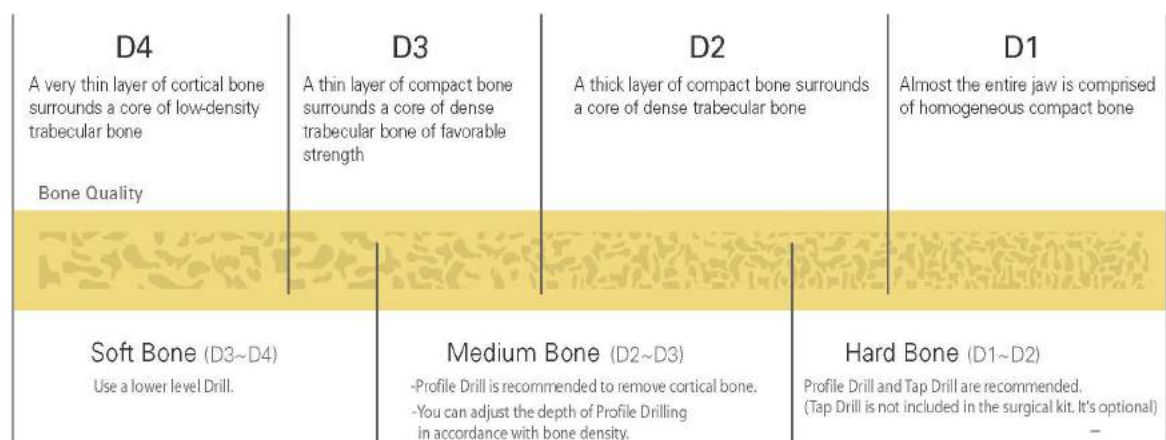 D4
A very thin layer of cortical bone
surrounds a core of low-density
trabecular bone
D3
A thin layer of compact bone
surrounds a core of dense
trabecular bone of favorable
strength
D2
A thick layer of compact bone surrounds
a core of dense trabecular bone
D1
Almost the entire jaw is comprised
of homogeneous compact bone
Bone Quality
Soft Bone (D3~D4)
Use a lower level Drill.
Medium Bone (D2~D3)
-Profile Drill is recommended to remove cortical bone.
-You can adjust the depth of Profile Drilling
in accordance with bone density.
Hard Bone (D1~D2)
Profile Drill and Tap Drill are recommended.
(Tap Drill is not included in the surgical kit. It's optional)